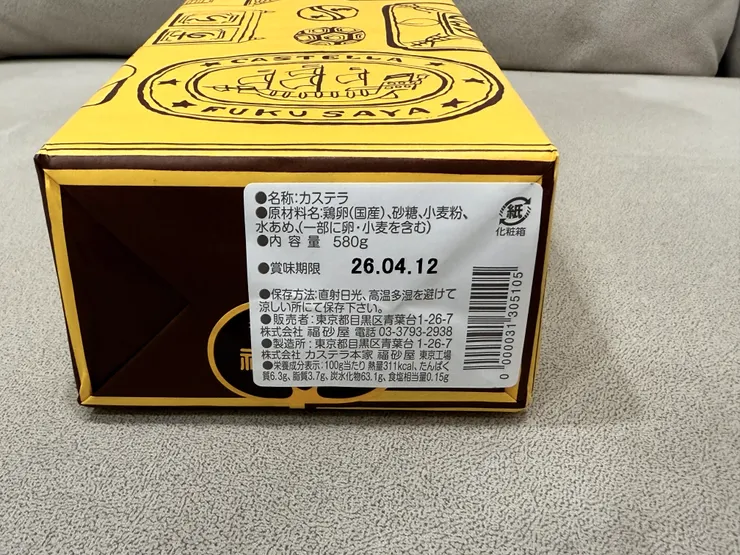 CASTELLA
FUKUSAYA
●名称:カステラ
●原材料名:鶏卵(国産)、砂糖、小麦粉、
水あめ、(一部に卵・小麦を含む)
●内 容 量 580g
●賞味期限 26.04.12
●保存方法:直射日光、高温多湿を避けて
涼しい所にて保存下さい。
●販売者:東京都目黒区青葉台1-26-7
株式会社 福砂屋 電話 03-3793-2938
●製造所:東京都目黒区青葉台1-26-7
株式会社 カステラ本家 福砂屋 東京工場
●栄養成分表示:100g当たり 熱量311kcal、たんぱく
質6.3g、脂質3.7g、炭水化物63.1g、食塩相当量0.15g
紙
化粧箱
0 000031 305105